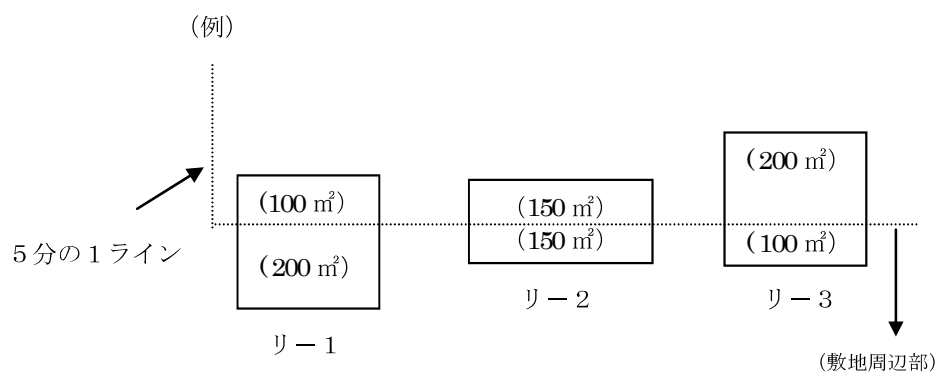 （例）
（200 ㎡）
（100 ㎡）
（150 ㎡）
（150 ㎡）
（100 ㎡）
５分の１ライン
（200 ㎡）
リ－２
リ－３
リ－１
（敷地周辺部）